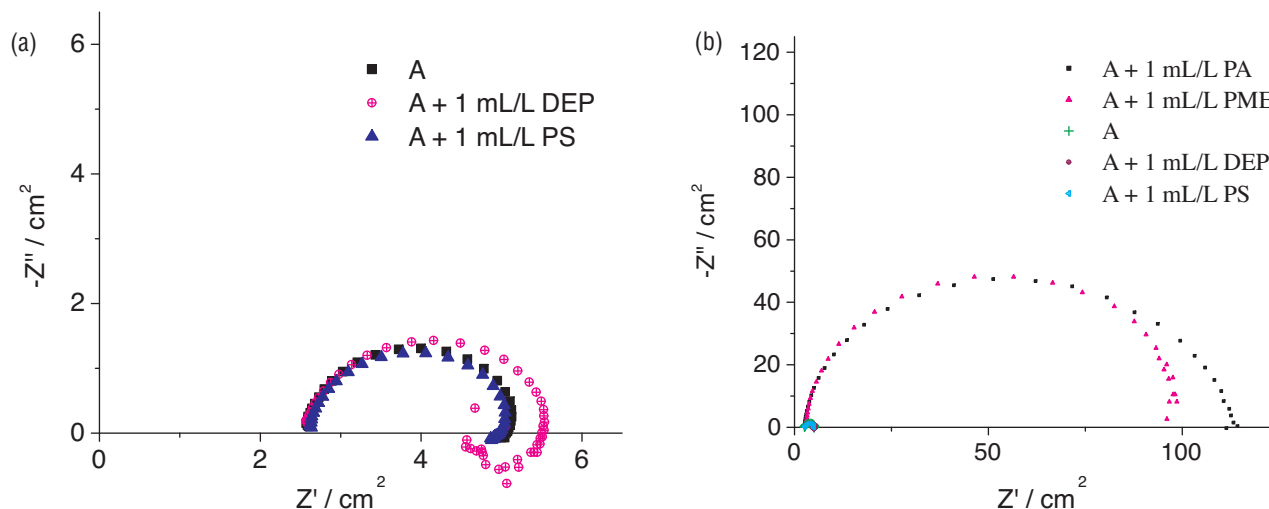 (a)
6
4
2
0
-Z" / cm²
0
2
4
6
Z' / cm²
A
A + 1 mL/L DEP
A + 1 mL/L PS
(b)
120
100
80
60
40
20
0
-Z" / cm²
0
50
100
Z' / cm²
A + 1 mL/L PA
A + 1 mL/L PME
A
A + 1 mL/L DEP
A + 1 mL/L PS